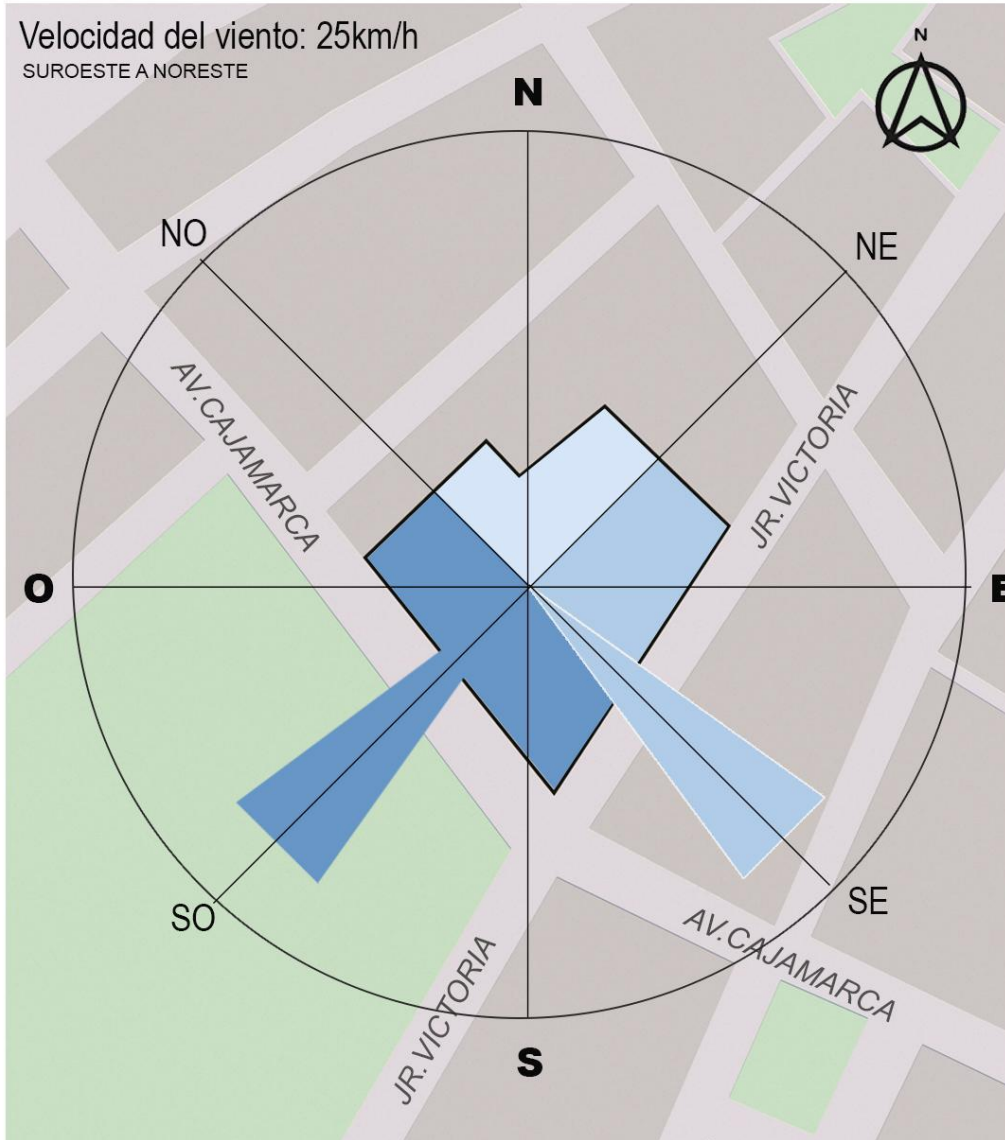 Velocidad del viento: 25km/h
SUROESTE A NORESTE
N
N
NO
NE
AV.CAJAMARCA
JR.VICTORIA
O
E
SO
SE
AV.CAJAMARCA
JR.VICTORIA
S